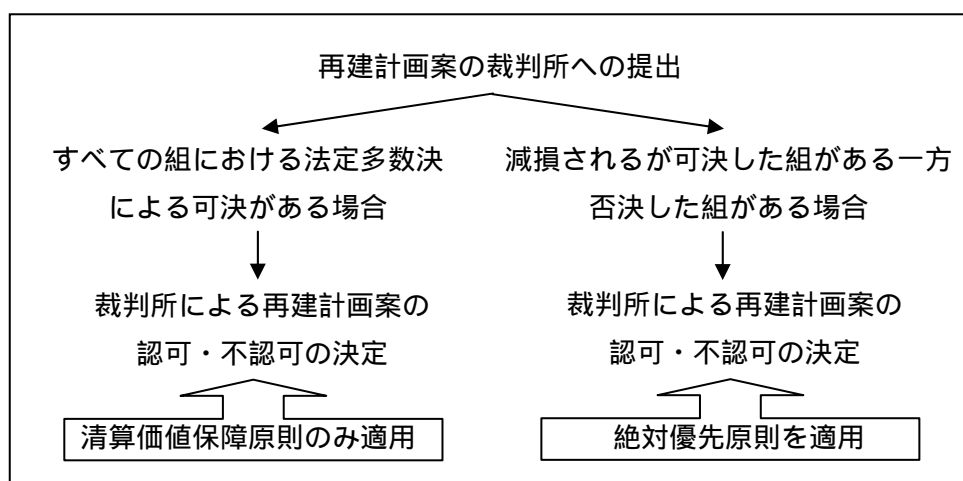 再建計画案の裁判所への提出
すべての組における法定多数決
による可決がある場合
減損されるが可決した組がある一方
否決した組がある場合
裁判所による再建計画案の
認可・不認可の決定
裁判所による再建計画案の
認可・不認可の決定
清算価値保障原則のみ適用
絶対優先原則を適用